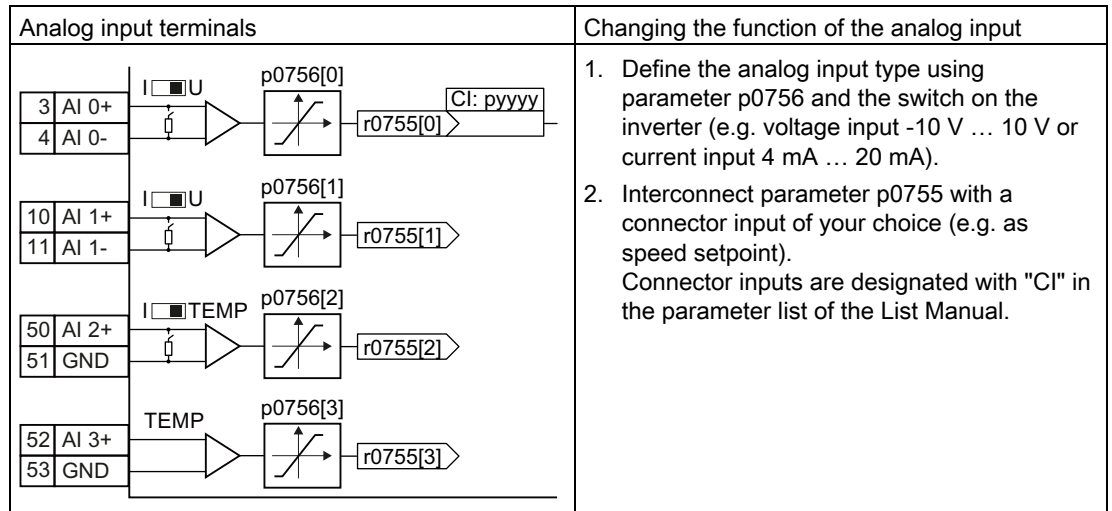 Analog input terminals
Changing the function of the analog input
I U
p0756[0]
3 AI 0+
4 AI 0-
r0755[0]
CI: pyyyy
I U
p0756[1]
10 AI 1+
11 AI 1-
r0755[1]
I TEMP
p0756[2]
50 AI 2+
51 GND
r0755[2]
TEMP
p0756[3]
52 AI 3+
53 GND
r0755[3]
1. Define the analog input type using
parameter p0756 and the switch on the
inverter (e.g. voltage input -10 V … 10 V or
current input 4 mA … 20 mA).
2. Interconnect parameter p0755 with a
connector input of your choice (e.g. as
speed setpoint).
Connector inputs are designated with "CI" in
the parameter list of the List Manual.